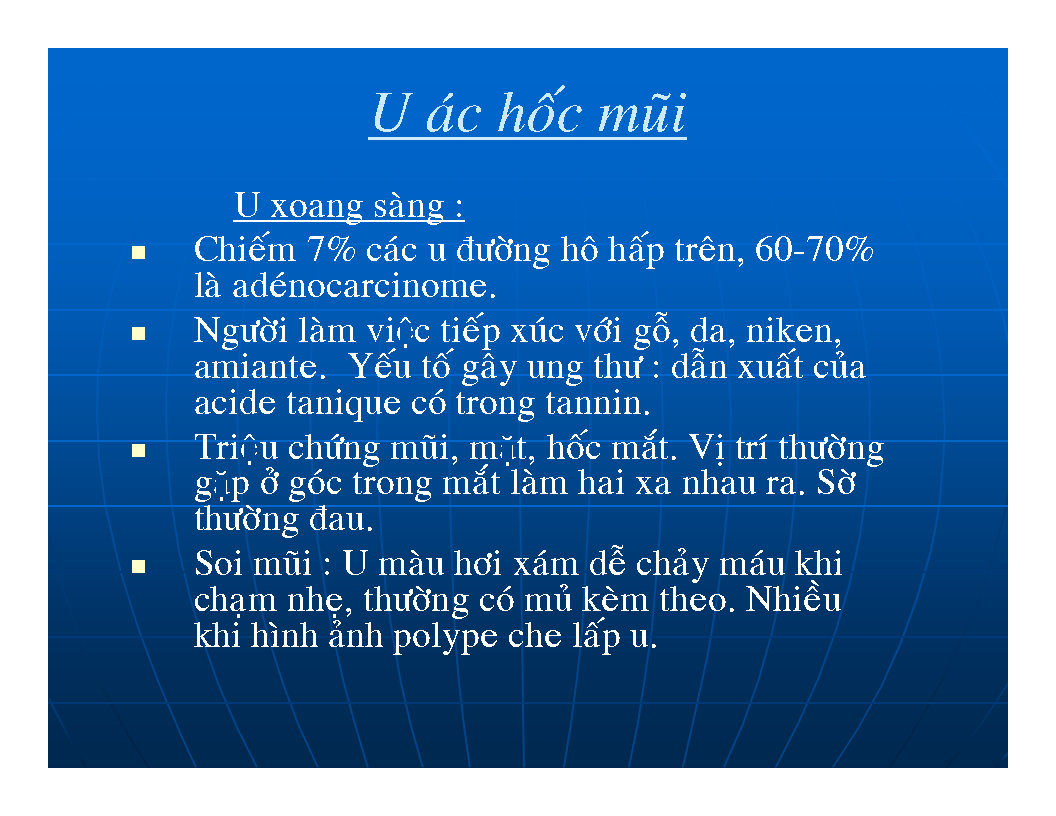 U ác hốc mũi
U xoang sàng :
Chiếm 7% các u đường hô hấp trên, 60-70%
là adénocarcinome.
Người làm việc tiếp xúc với gỗ, da, niken,
amiante. Yếu tố gây ung thư : dẫn xuất của
acide tanique có trong tannin.
Triệu chứng mũi, mặt, hốc mắt. Vị trí thường
gặp ở góc trong mắt làm hai xa nhau ra. Sờ
thường đau.
Soi mũi : U màu hơi xám dễ chảy máu khi
chạm nhẹ, thường có mủ kèm theo. Nhiều
khi hình ảnh polype che lấp u.